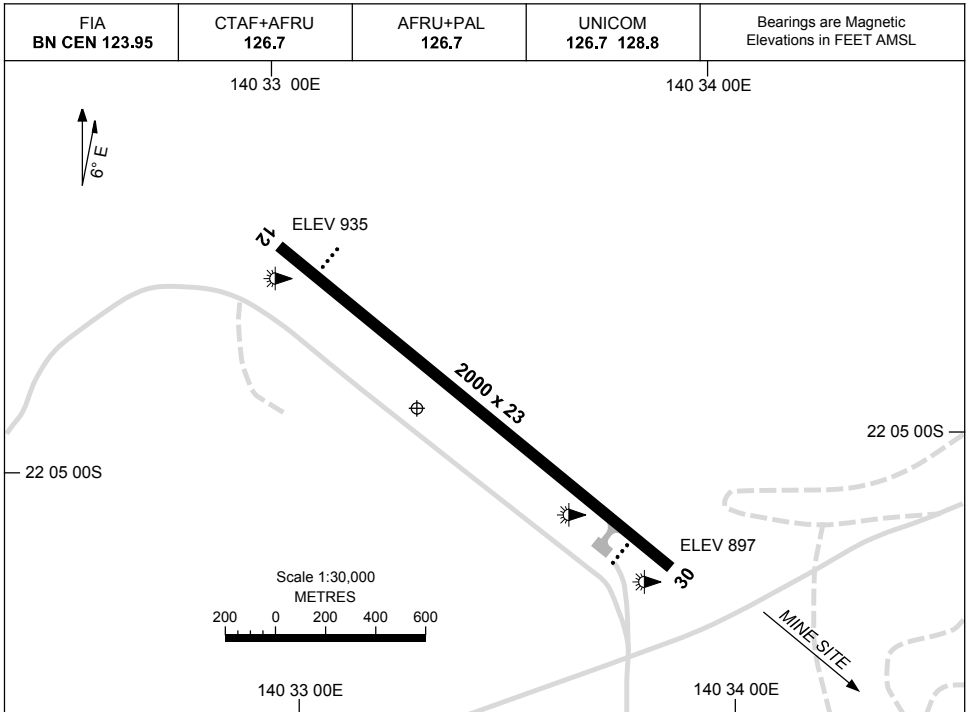 FIA
BN CEN 123.95
CTAF+AFRU
126.7
AFRU+PAL
126.7
UNICOM
126.7 128.8
Bearings are Magnetic
Elevations in FEET AMSL
140 33 00E
140 34 00E
6° E
ELEV 935
12
2000 x 23
22 05 00S
22 05 00S
ELEV 897
30
Scale 1:30,000
METRES
200 0 200 400 600
MINE SITE
140 33 00E
140 34 00E